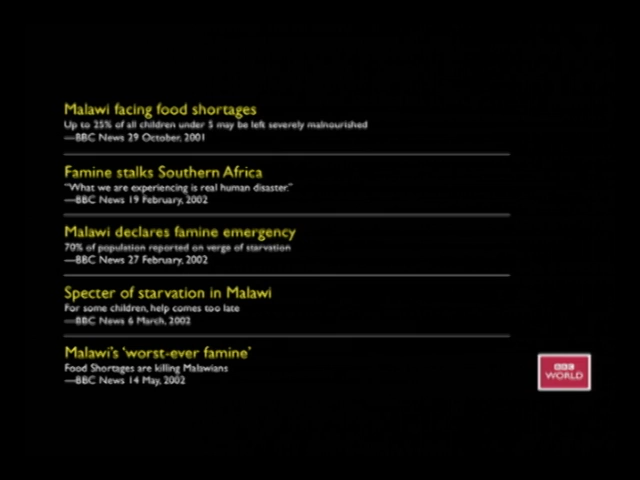 Malawi facing food shortages
Up to 25% of all children under 5 may be left severely malnourished
—BBC News 29 October, 2001
Famine stalks Southern Africa
"What we are experiencing is real human disaster."
—BBC News 19 February, 2002
Malawi declares famine emergency
70% of population reported on verge of starvation
—BBC News 27 February, 2002
Specter of starvation in Malawi
For some children, help comes too late
—BBC News 6 March, 2002
Malawi's 'worst-ever famine'
Food Shortages are killing Malawians
—BBC News 14 May, 2002
BBC
WORLD